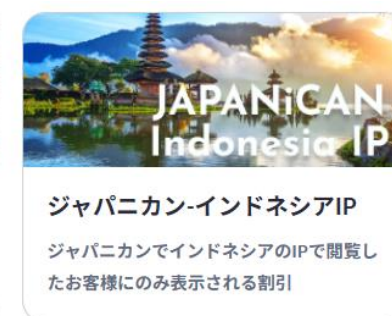 JAPANiCAN
Indonesia IP
ジャパニカン-インドネシアIP
ジャパニカンでインドネシアのIPで閲覧し
たお客様にのみ表示される割引